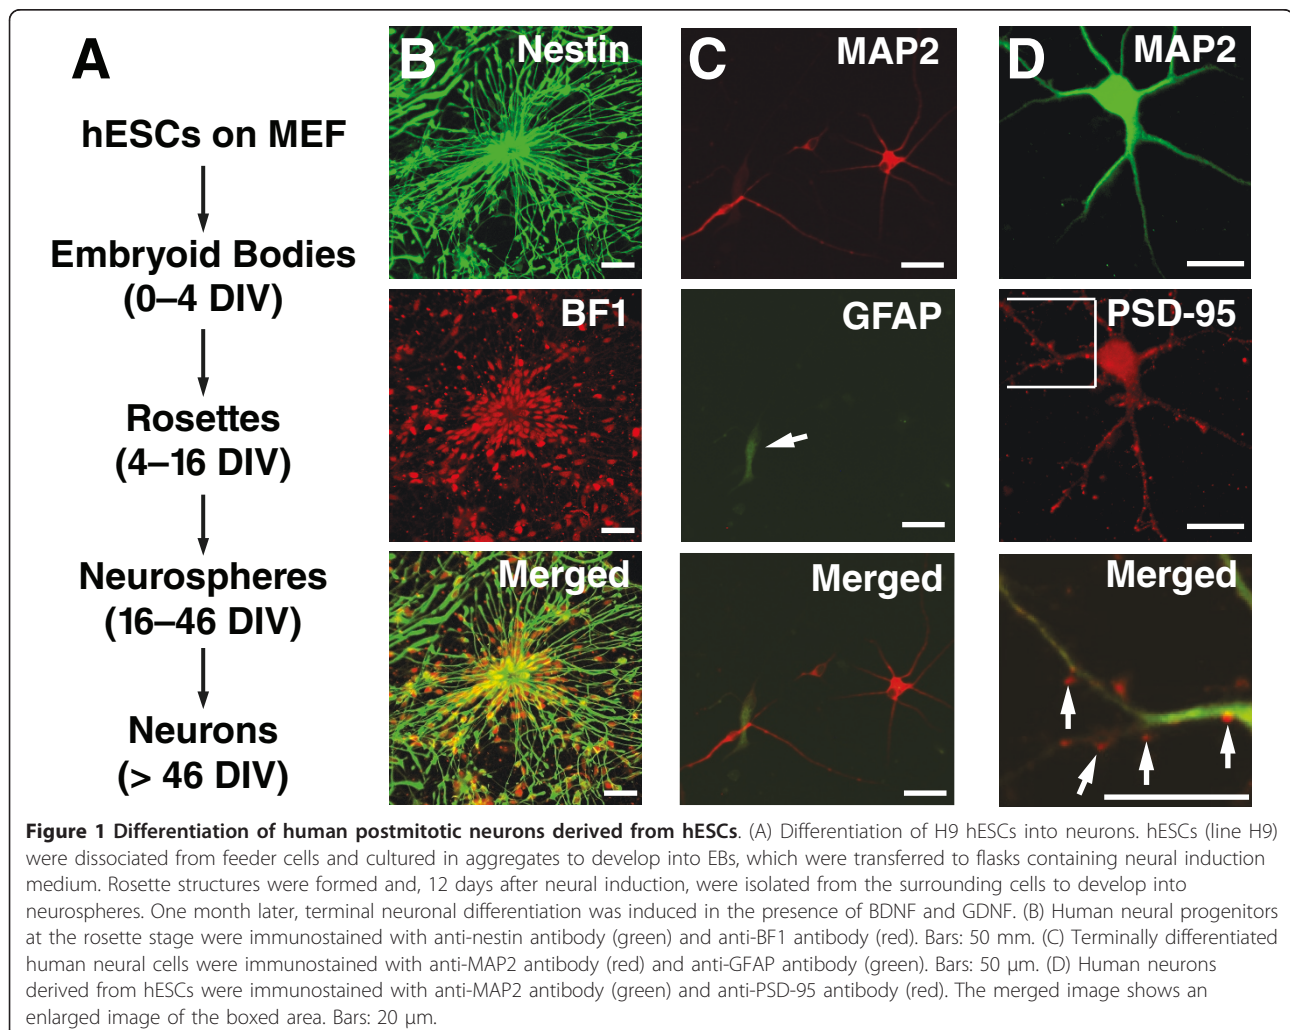 A
hESCs on MEF
Embryoid Bodies
(0–4 DIV)
Rosettes
(4–16 DIV)
Neurospheres
(16–46 DIV)
Neurons
(> 46 DIV)
B
Nestin
BF1
Merged
C
MAP2
GFAP
Merged
D
MAP2
PSD-95
Merged
Figure 1 Differentiation of human postmitotic neurons derived from hESCs. (A) Differentiation of H9 hESCs into neurons. hESCs (line H9)
were dissociated from feeder cells and cultured in aggregates to develop into EBs, which were transferred to flasks containing neural induction
medium. Rosette structures were formed and, 12 days after neural induction, were isolated from the surrounding cells to develop into
neurospheres. One month later, terminal neuronal differentiation was induced in the presence of BDNF and GDNF. (B) Human neural progenitors
at the rosette stage were immunostained with anti-nestin antibody (green) and anti-BF1 antibody (red). Bars: 50 mm. (C) Terminally differentiated
human neural cells were immunostained with anti-MAP2 antibody (red) and anti-GFAP antibody (green). Bars: 50 μm. (D) Human neurons
derived from hESCs were immunostained with anti-MAP2 antibody (green) and anti-PSD-95 antibody (red). The merged image shows an
enlarged image of the boxed area. Bars: 20 μm.